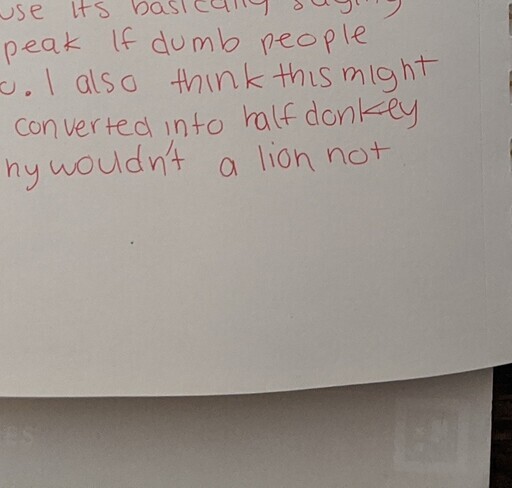 use its basically saying
peak If dumb people
o. I also think this might
converted into half donkey
hy wouldn't a lion not
ES